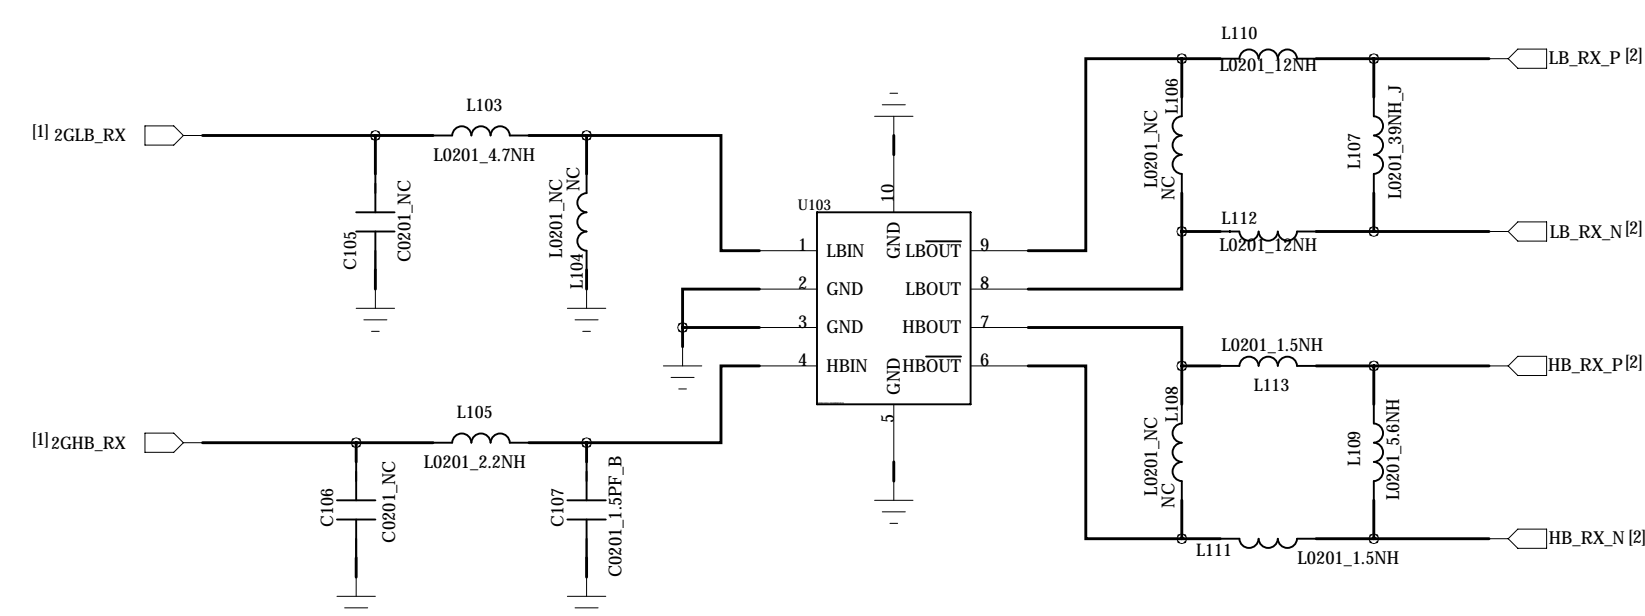 L110
L0201_12NH
LB_RX_P [2]
L106
L0201_NC
NC
L107
L0201_39NH_J
L103
L0201_4.7NH
[1] 2GLB_RX
C105
C0201_NC
NC
L0201_NC
L104
L112
L0201_12NH
LB_RX_N [2]
U103
10
GND
1 LBIN
2 GND
3 GND
4 HBIN
LBOUT 9
LBOUT 8
HBOUT 7
HBOUT 6
GND
5
L0201_1.5NH
L113
HB_RX_P [2]
L108
L0201_NC
NC
L109
L0201_5.6NH
L111
L0201_1.5NH
HB_RX_N [2]
L105
L0201_2.2NH
[1] 2GHB_RX
C106
C0201_NC
C107
C0201_1.5PF_B